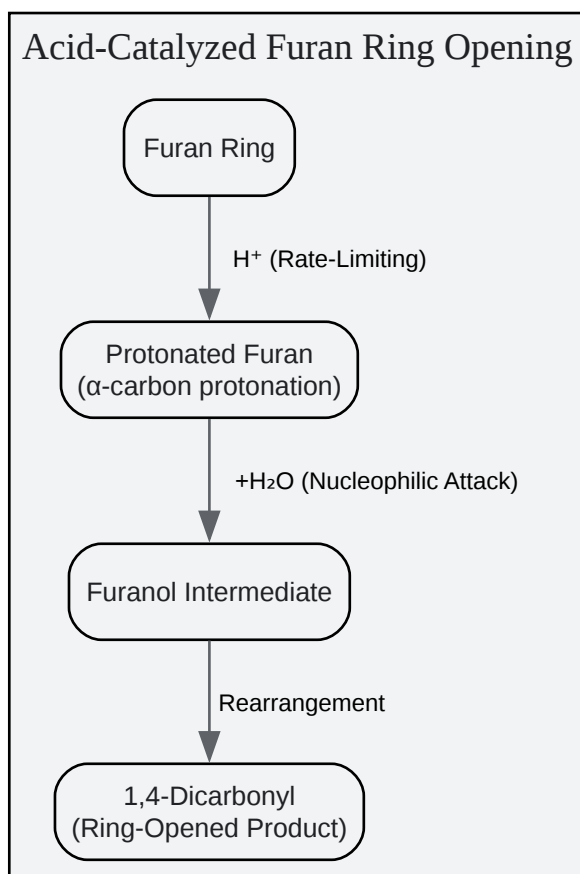 Acid-Catalyzed Furan Ring Opening
Furan Ring
H⁺ (Rate-Limiting)
Protonated Furan
(α-carbon protonation)
+H₂O (Nucleophilic Attack)
Furanol Intermediate
Rearrangement
1,4-Dicarbonyl
(Ring-Opened Product)